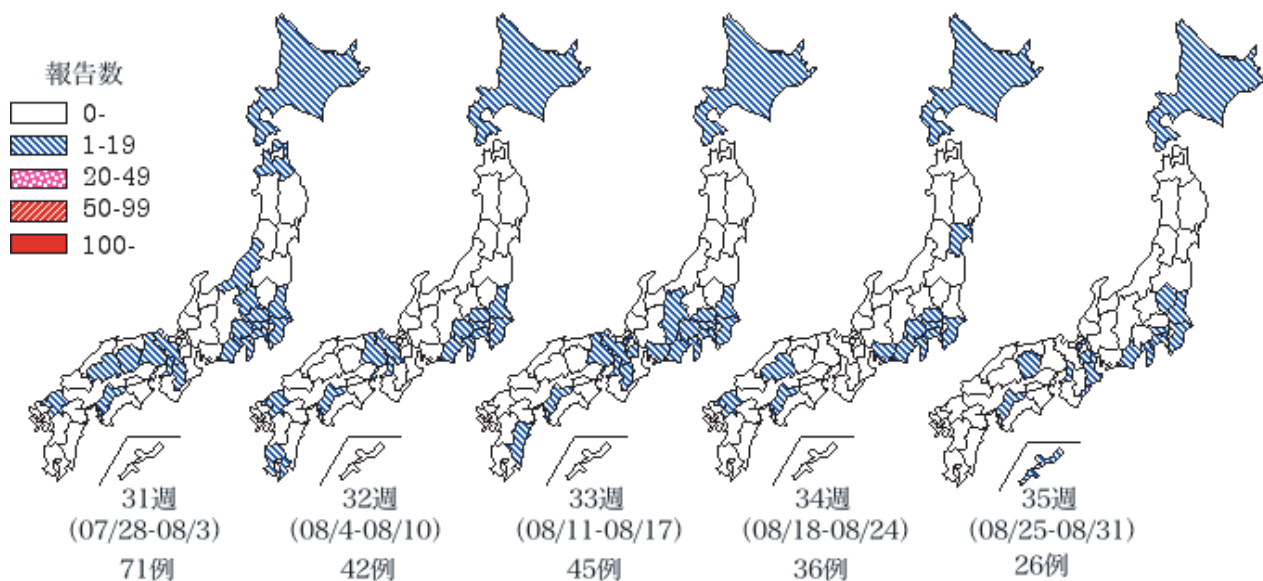 報告数
0-
1-19
20-49
50-99
100-
31週
(07/28-08/3)
71例
32週
(08/4-08/10)
42例
33週
(08/11-08/17)
45例
34週
(08/18-08/24)
36例
35週
(08/25-08/31)
26例